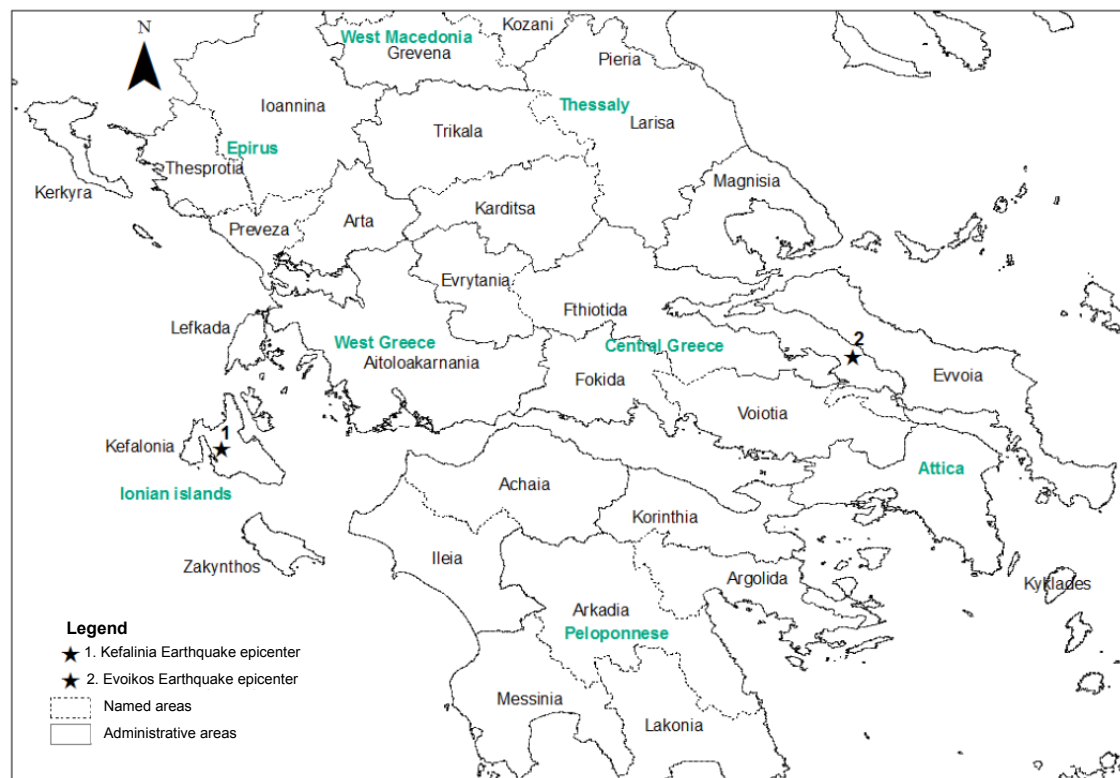 N
Kozani
West Macedonia
Grevena
Pieria
Ioannina
Thessaly
Larisa
Trikala
Epirus
Thesprotia
Kerkyra
Magnisia
Karditsa
Arta
Preveza
Evrytania
Fthiotida
Lefkada
West Greece
Aitoloakarnania
Central Greece
2
Fokida
Evvoia
Voiotia
1
Kefalonia
Ionian islands
Attica
Achaia
Korinthia
Ileia
Zakynthos
Argolida
Kyklades
Arkadia
Peloponnese
Messinia
Lakonia
Legend
1. Kefalinia Earthquake epicenter
2. Evoikos Earthquake epicenter
Named areas
Administrative areas